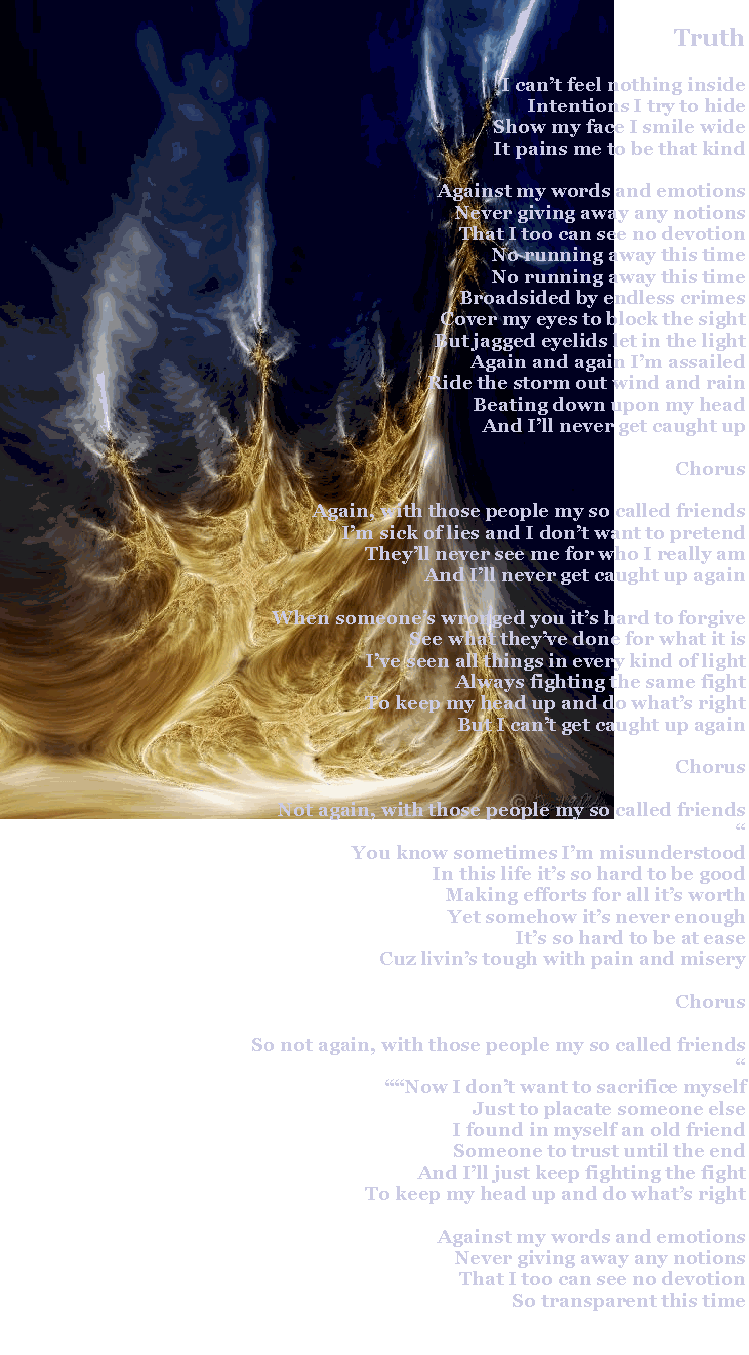 Truth
I can't feel nothing inside
Intentions I try to hide
Show my face I smile wide
It pains me to be that kind
Against my words and emotions
Never giving away any notions
That I too can see no devotion
No running away this time
No running away this time
Broadsided by endless crimes
Cover my eyes to block the sight
But jagged eyelids let in the light
Again and again I'm assailed
Ride the storm out wind and rain
Beating down upon my head
And I'll never get caught up
Chorus
Again, with those people my so called friends
I'm sick of lies and I don't want to pretend
They'll never see me for who I really am
And I'll never get caught up again
When someone's wronged you it's hard to forgive
See what they've done for what it is
I've seen all things in every kind of light
Always fighting the same fight
To keep my head up and do what's right
But I can't get caught up again
Chorus
©
Not again, with those people my so called friends
“
You know sometimes I'm misunderstood
In this life it's so hard to be good
Making efforts for all it's worth
Yet somehow it's never enough
It's so hard to be at ease
Cuz livin's tough with pain and misery
Chorus
So not again, with those people my so called friends
“
““Now I don't want to sacrifice myself
Just to placate someone else
I found in myself an old friend
Someone to trust until the end
And I'll just keep fighting the fight
To keep my head up and do what's right
Against my words and emotions
Never giving away any notions
That I too can see no devotion
So transparent this time